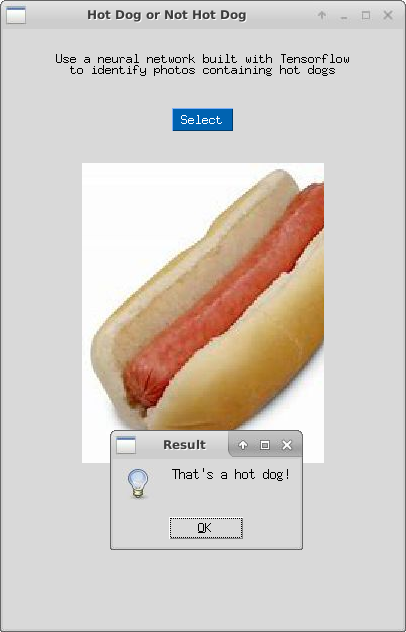 Hot Dog or Not Hot Dog
Use a neural network built with Tensorflow
to identify photos containing hot dogs
Select
Result
That's a hot dog!
OK